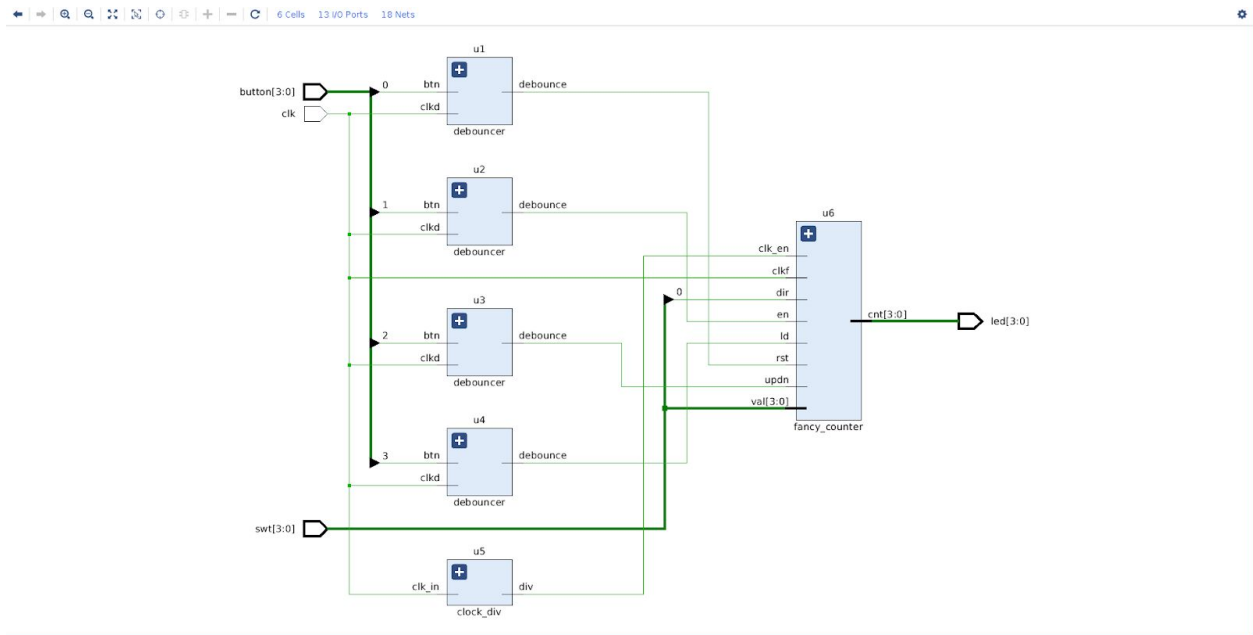 6 Cells 13 I/O Ports 18 Nets
u1
button[3:0] 0 btn debounce
clk clkd
debouncer
u2
1 btn debounce
clkd
debouncer
u6
clk_en
clkf
0 dir
u3
en
cnt[3:0] led[3:0]
2 btn debounce
ld
clkd
rst
debouncer
updn
val[3:0]
u4
fancy_counter
3 btn debounce
clkd
debouncer
swt[3:0]
u5
clk_in div
clock_div